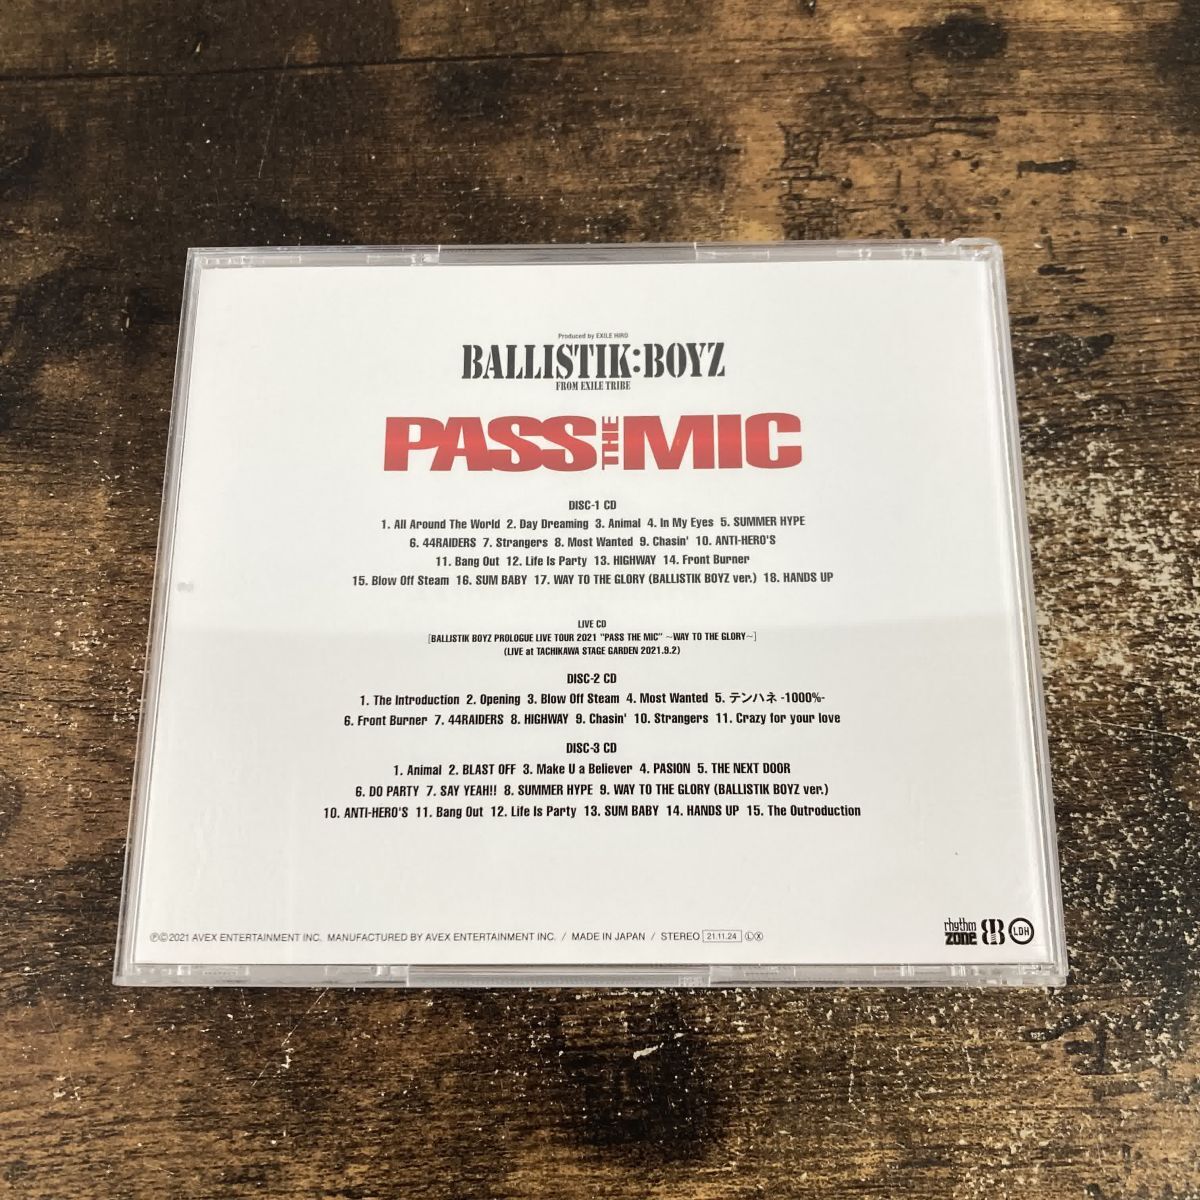 Produced by EXILE HIRO
BALLISTIK:BOYZ
FROM EXILE TRIBE
PASS THE MIC
DISC-1 CD
1. All Around The World 2. Day Dreaming 3. Animal 4. In My Eyes 5. SUMMER HYPE
6. 44RAIDERS 7. Strangers 8. Most Wanted 9. Chasin' 10. ANTI-HERO'S
11. Bang Out 12. Life Is Party 13. HIGHWAY 14. Front Burner
15. Blow Off Steam 16. SUM BABY 17. WAY TO THE GLORY (BALLISTIK BOYZ ver.) 18. HANDS UP
LIVE CD
[BALLISTIK BOYZ PROLOGUE LIVE TOUR 2021 "PASS THE MIC" ~WAY TO THE GLORY~]
(LIVE at TACHIKAWA STAGE GARDEN 2021.9.2)
DISC-2 CD
1. The Introduction 2. Opening 3. Blow Off Steam 4. Most Wanted 5. テンハネ -1000%-
6. Front Burner 7. 44RAIDERS 8. HIGHWAY 9. Chasin' 10. Strangers 11. Crazy for your love
DISC-3 CD
1. Animal 2. BLAST OFF 3. Make U a Believer 4. PASION 5. THE NEXT DOOR
6. DO PARTY 7. SAY YEAH!! 8. SUMMER HYPE 9. WAY TO THE GLORY (BALLISTIK BOYZ ver.)
10. ANTI-HERO'S 11. Bang Out 12. Life Is Party 13. SUM BABY 14. HANDS UP 15. The Outroduction
℗©2021 AVEX ENTERTAINMENT INC. MANUFACTURED BY AVEX ENTERTAINMENT INC. / MADE IN JAPAN / STEREO 21.11.24 Ⓛ Ⓧ
rhythm zone BB LDH